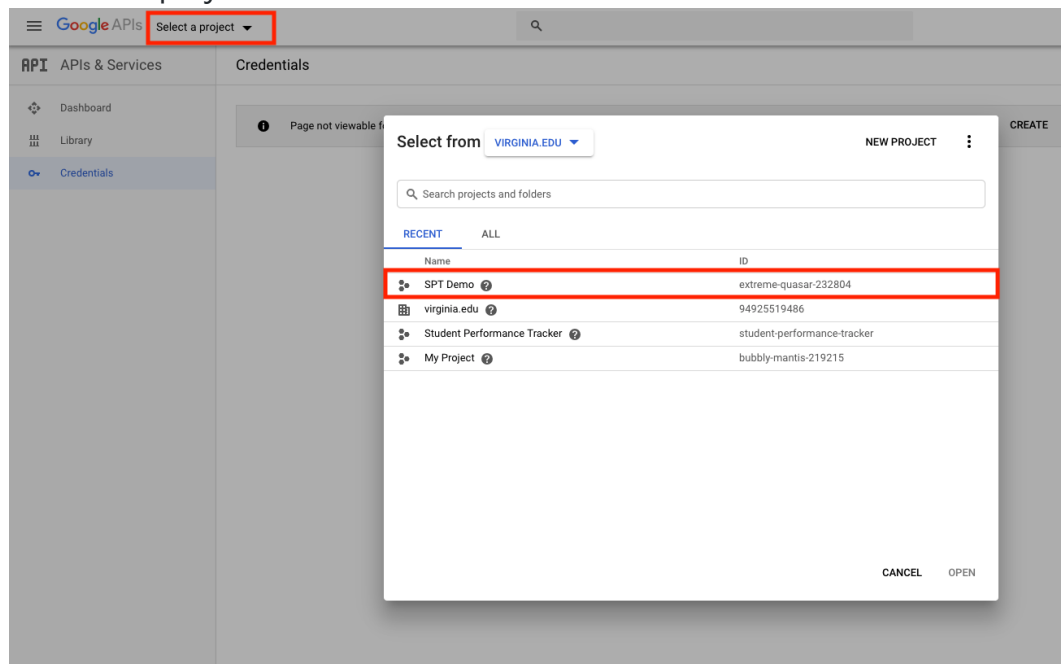 Google APIs Select a project
API APIs & Services Credentials
Dashboard
Library
Credentials
Page not viewable f CREATE
Select from VIRGINIA.EDU NEW PROJECT
Search projects and folders
RECENT ALL
Name ID
SPT Demo extreme-quasar-232804
virginia.edu 94925519486
Student Performance Tracker student-performance-tracker
My Project bubbly-mantis-219215
CANCEL OPEN